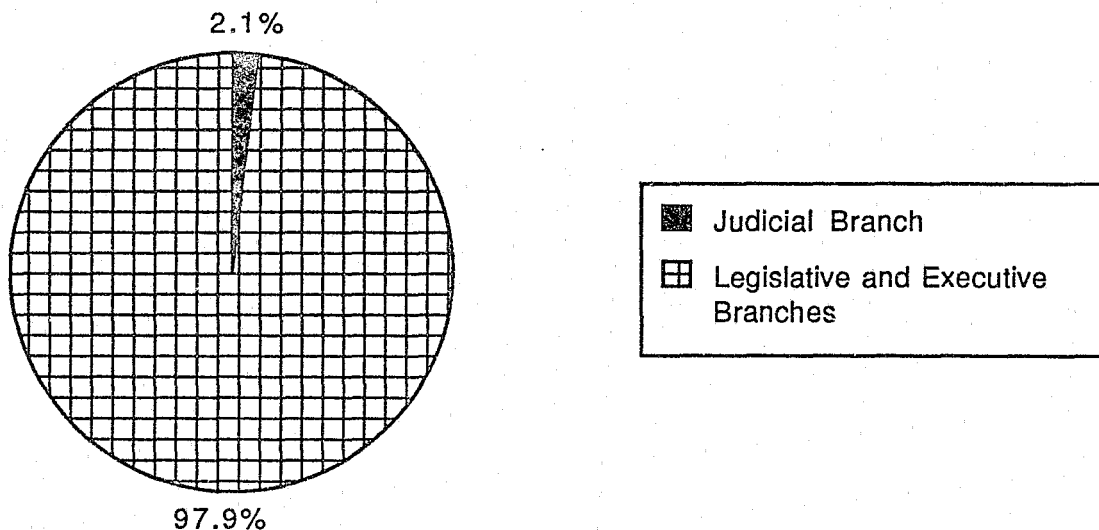 2.1%
Judicial Branch
Legislative and Executive
Branches
97.9%